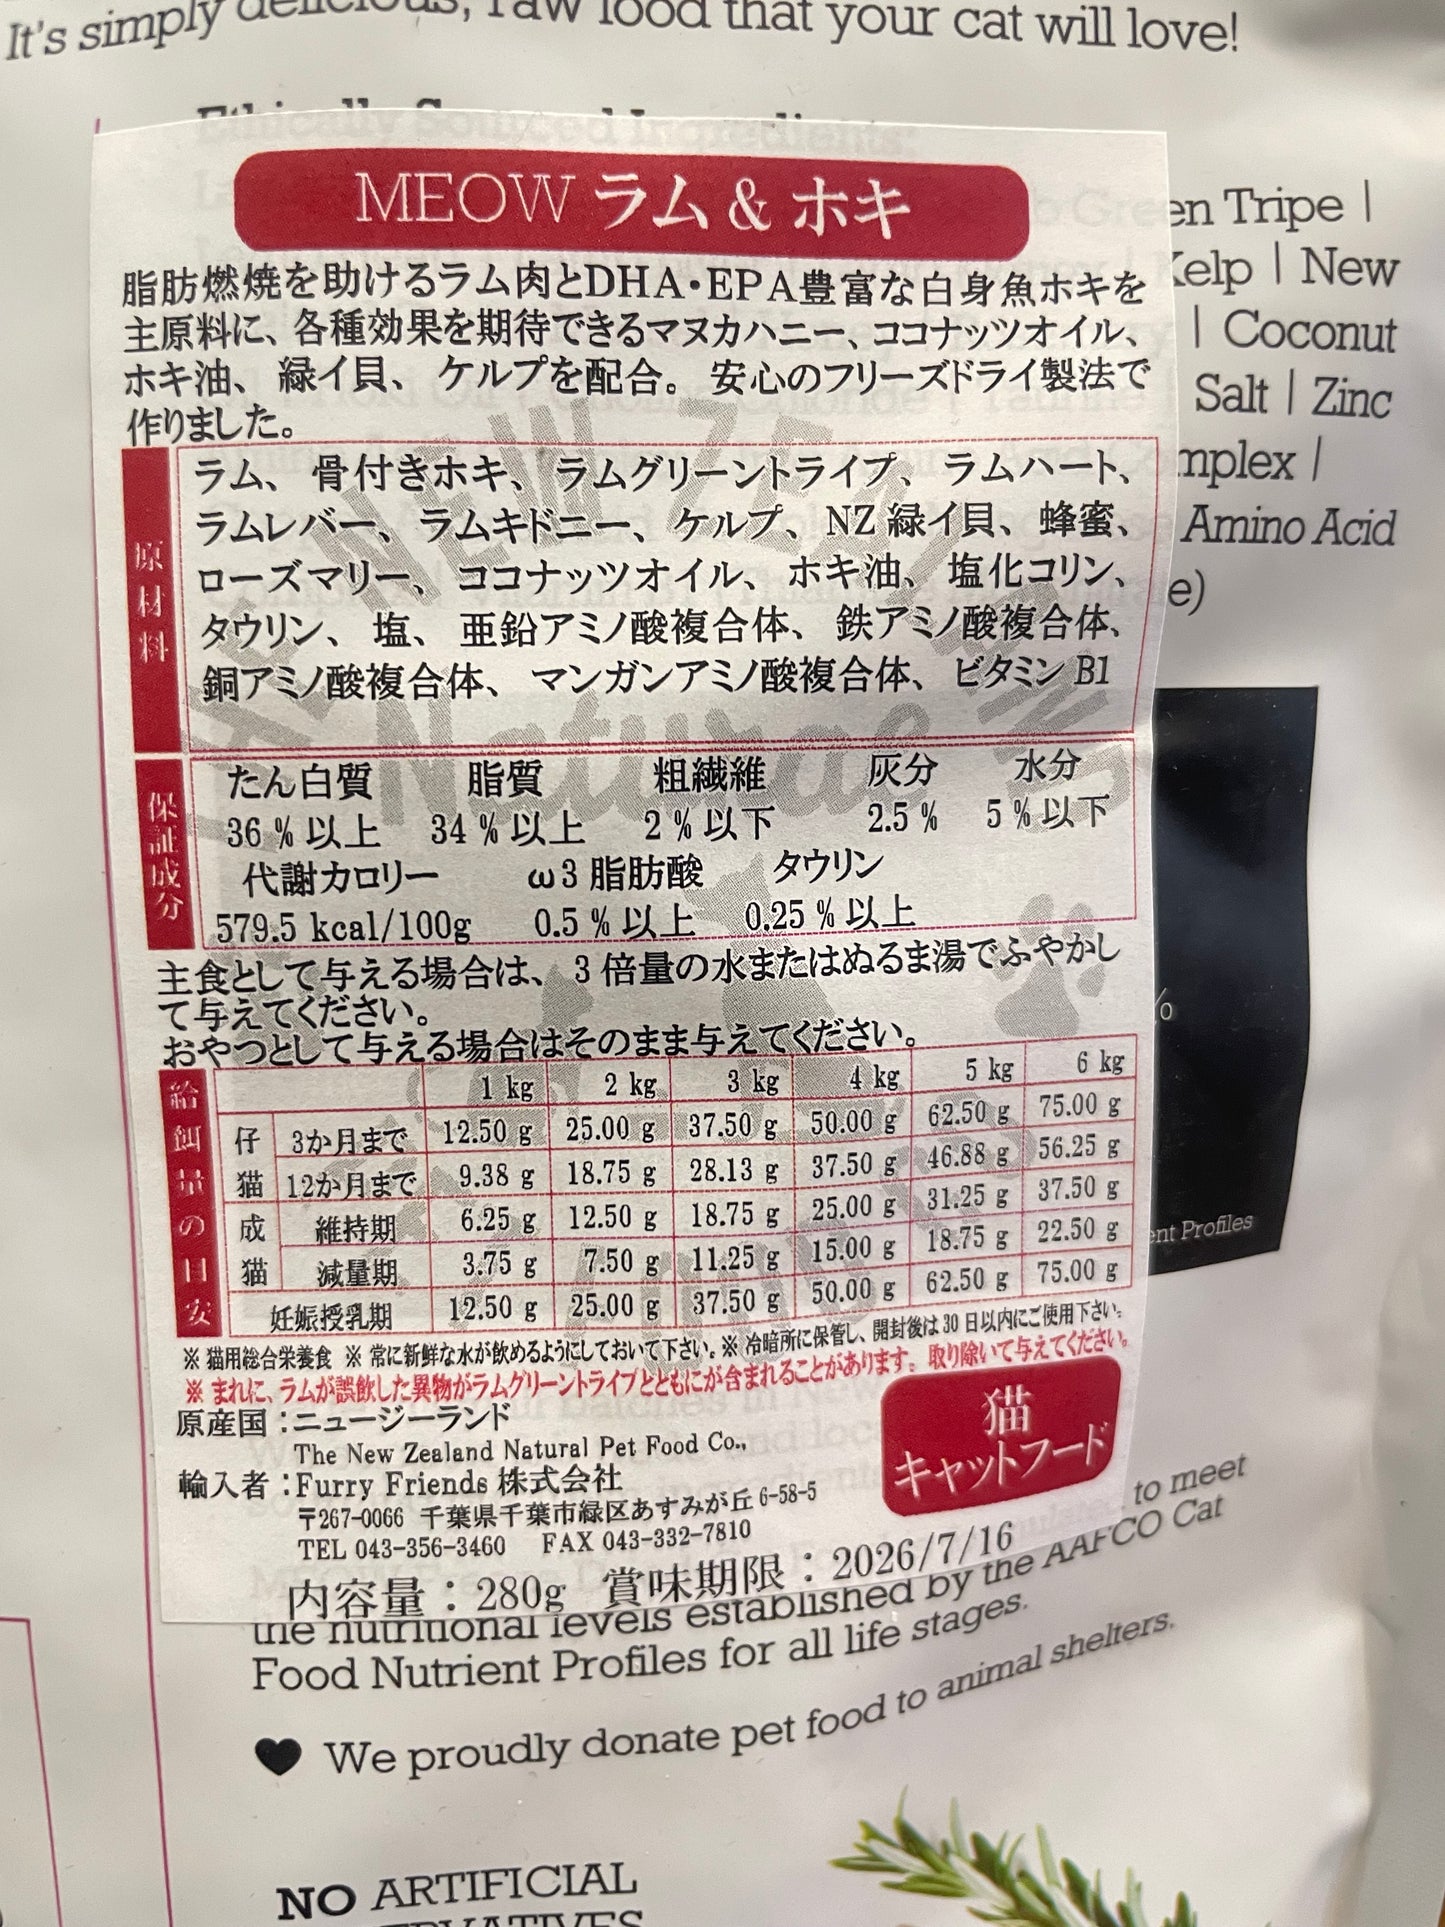 It's simply delicious, raw food that your cat will love!
Ethically Sourced Ingredients:
en Tripe |
Kelp | New
| Coconut
Salt | Zinc
mplex |
Amino Acid
e)
MEOW ラム & ホキ
脂肪燃焼を助けるラム肉とDHA・EPA豊富な白身魚ホキを
主原料に、各種効果を期待できるマヌカハニー、ココナッツオイル、
ホキ油、緑イ貝、ケルプを配合。安心のフリーズドライ製法で
作りました。
原材料
ラム、骨付きホキ、ラムグリーントライプ、ラムハート、
ラムレバー、ラムキドニー、ケルプ、NZ 緑イ貝、蜂蜜、
ローズマリー、ココナッツオイル、ホキ油、塩化コリン、
タウリン、塩、亜鉛アミノ酸複合体、鉄アミノ酸複合体、
銅アミノ酸複合体、マンガンアミノ酸複合体、ビタミン B1
保証成分
たん白質 脂質 粗繊維 灰分 水分
36 % 以上 34 % 以上 2 % 以下 2.5 % 5 % 以下
代謝カロリー ω3 脂肪酸 タウリン
579.5 kcal/100g 0.5 % 以上 0.25 % 以上
主食として与える場合は、3 倍量の水またはぬるま湯でふやかし
て与えてください。
おやつとして与える場合はそのまま与えてください。
給餌量の目安
1 kg 2 kg 3 kg 4 kg 5 kg 6 kg
仔猫 3か月まで 12.50 g 25.00 g 37.50 g 50.00 g 62.50 g 75.00 g
12か月まで 9.38 g 18.75 g 28.13 g 37.50 g 46.88 g 56.25 g
成猫 維持期 6.25 g 12.50 g 18.75 g 25.00 g 31.25 g 37.50 g
減量期 3.75 g 7.50 g 11.25 g 15.00 g 18.75 g 22.50 g
妊娠授乳期 12.50 g 25.00 g 37.50 g 50.00 g 62.50 g 75.00 g
※ 猫用総合栄養食 ※ 常に新鮮な水が飲めるようにしておいて下さい。※ 冷暗所に保管し、開封後は 30 日以内にご使用下さい。
※ まれに、ラムが誤飲した異物がラムグリーントライプとともにが含まれることがあります。取り除いて与えてください。
原産国：ニュージーランド
The New Zealand Natural Pet Food Co.,
輸入者：Furry Friends 株式会社
〒267-0066 千葉県千葉市緑区あすみが丘 6-58-5
TEL 043-356-3460 FAX 043-332-7810
猫
キャットフード
内容量：280g 賞味期限：2026/7/16
%
ent Profiles
to meet
the nutritional levels established by the AAFCO Cat
Food Nutrient Profiles for all life stages.
We proudly donate pet food to animal shelters.
NO ARTIFICIAL